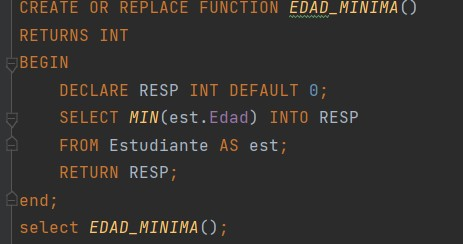 CREATE OR REPLACE FUNCTION EDAD_MINIMA()
RETURNS INT
BEGIN
    DECLARE RESP INT DEFAULT 0;
    SELECT MIN(est.Edad) INTO RESP
    FROM Estudiante AS est;
    RETURN RESP;
end;
select EDAD_MINIMA();